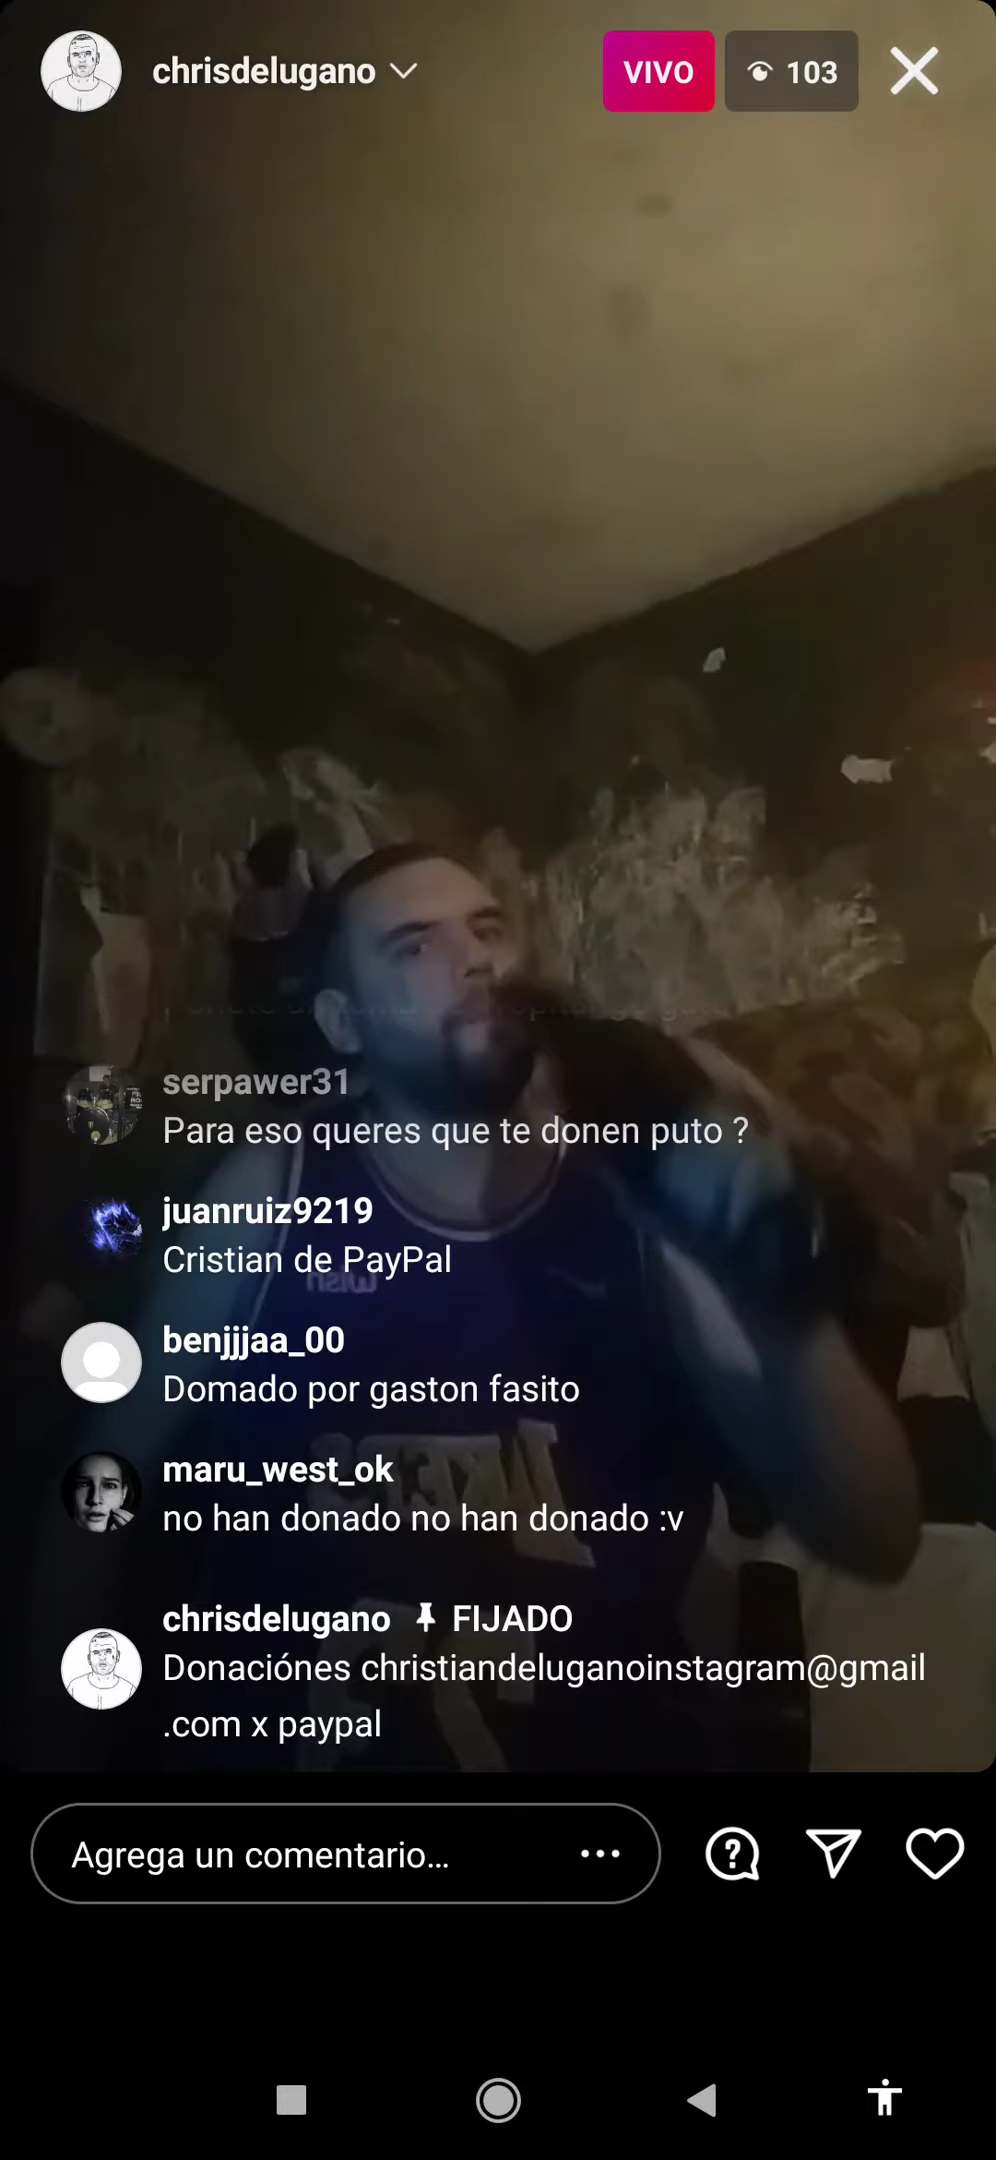 chrisdelugano
VIVO
103
serpawer31
Para eso queres que te donen puto ?
juanruiz9219
Cristian de PayPal
wish
benjjjaa_00
Domado por gaston fasito
maru_west_ok
no han donado no han donado :v
chrisdelugano FIJADO
Donaciónes christiandeluganoinstagram@gmail
.com x paypal
Agrega un comentario...